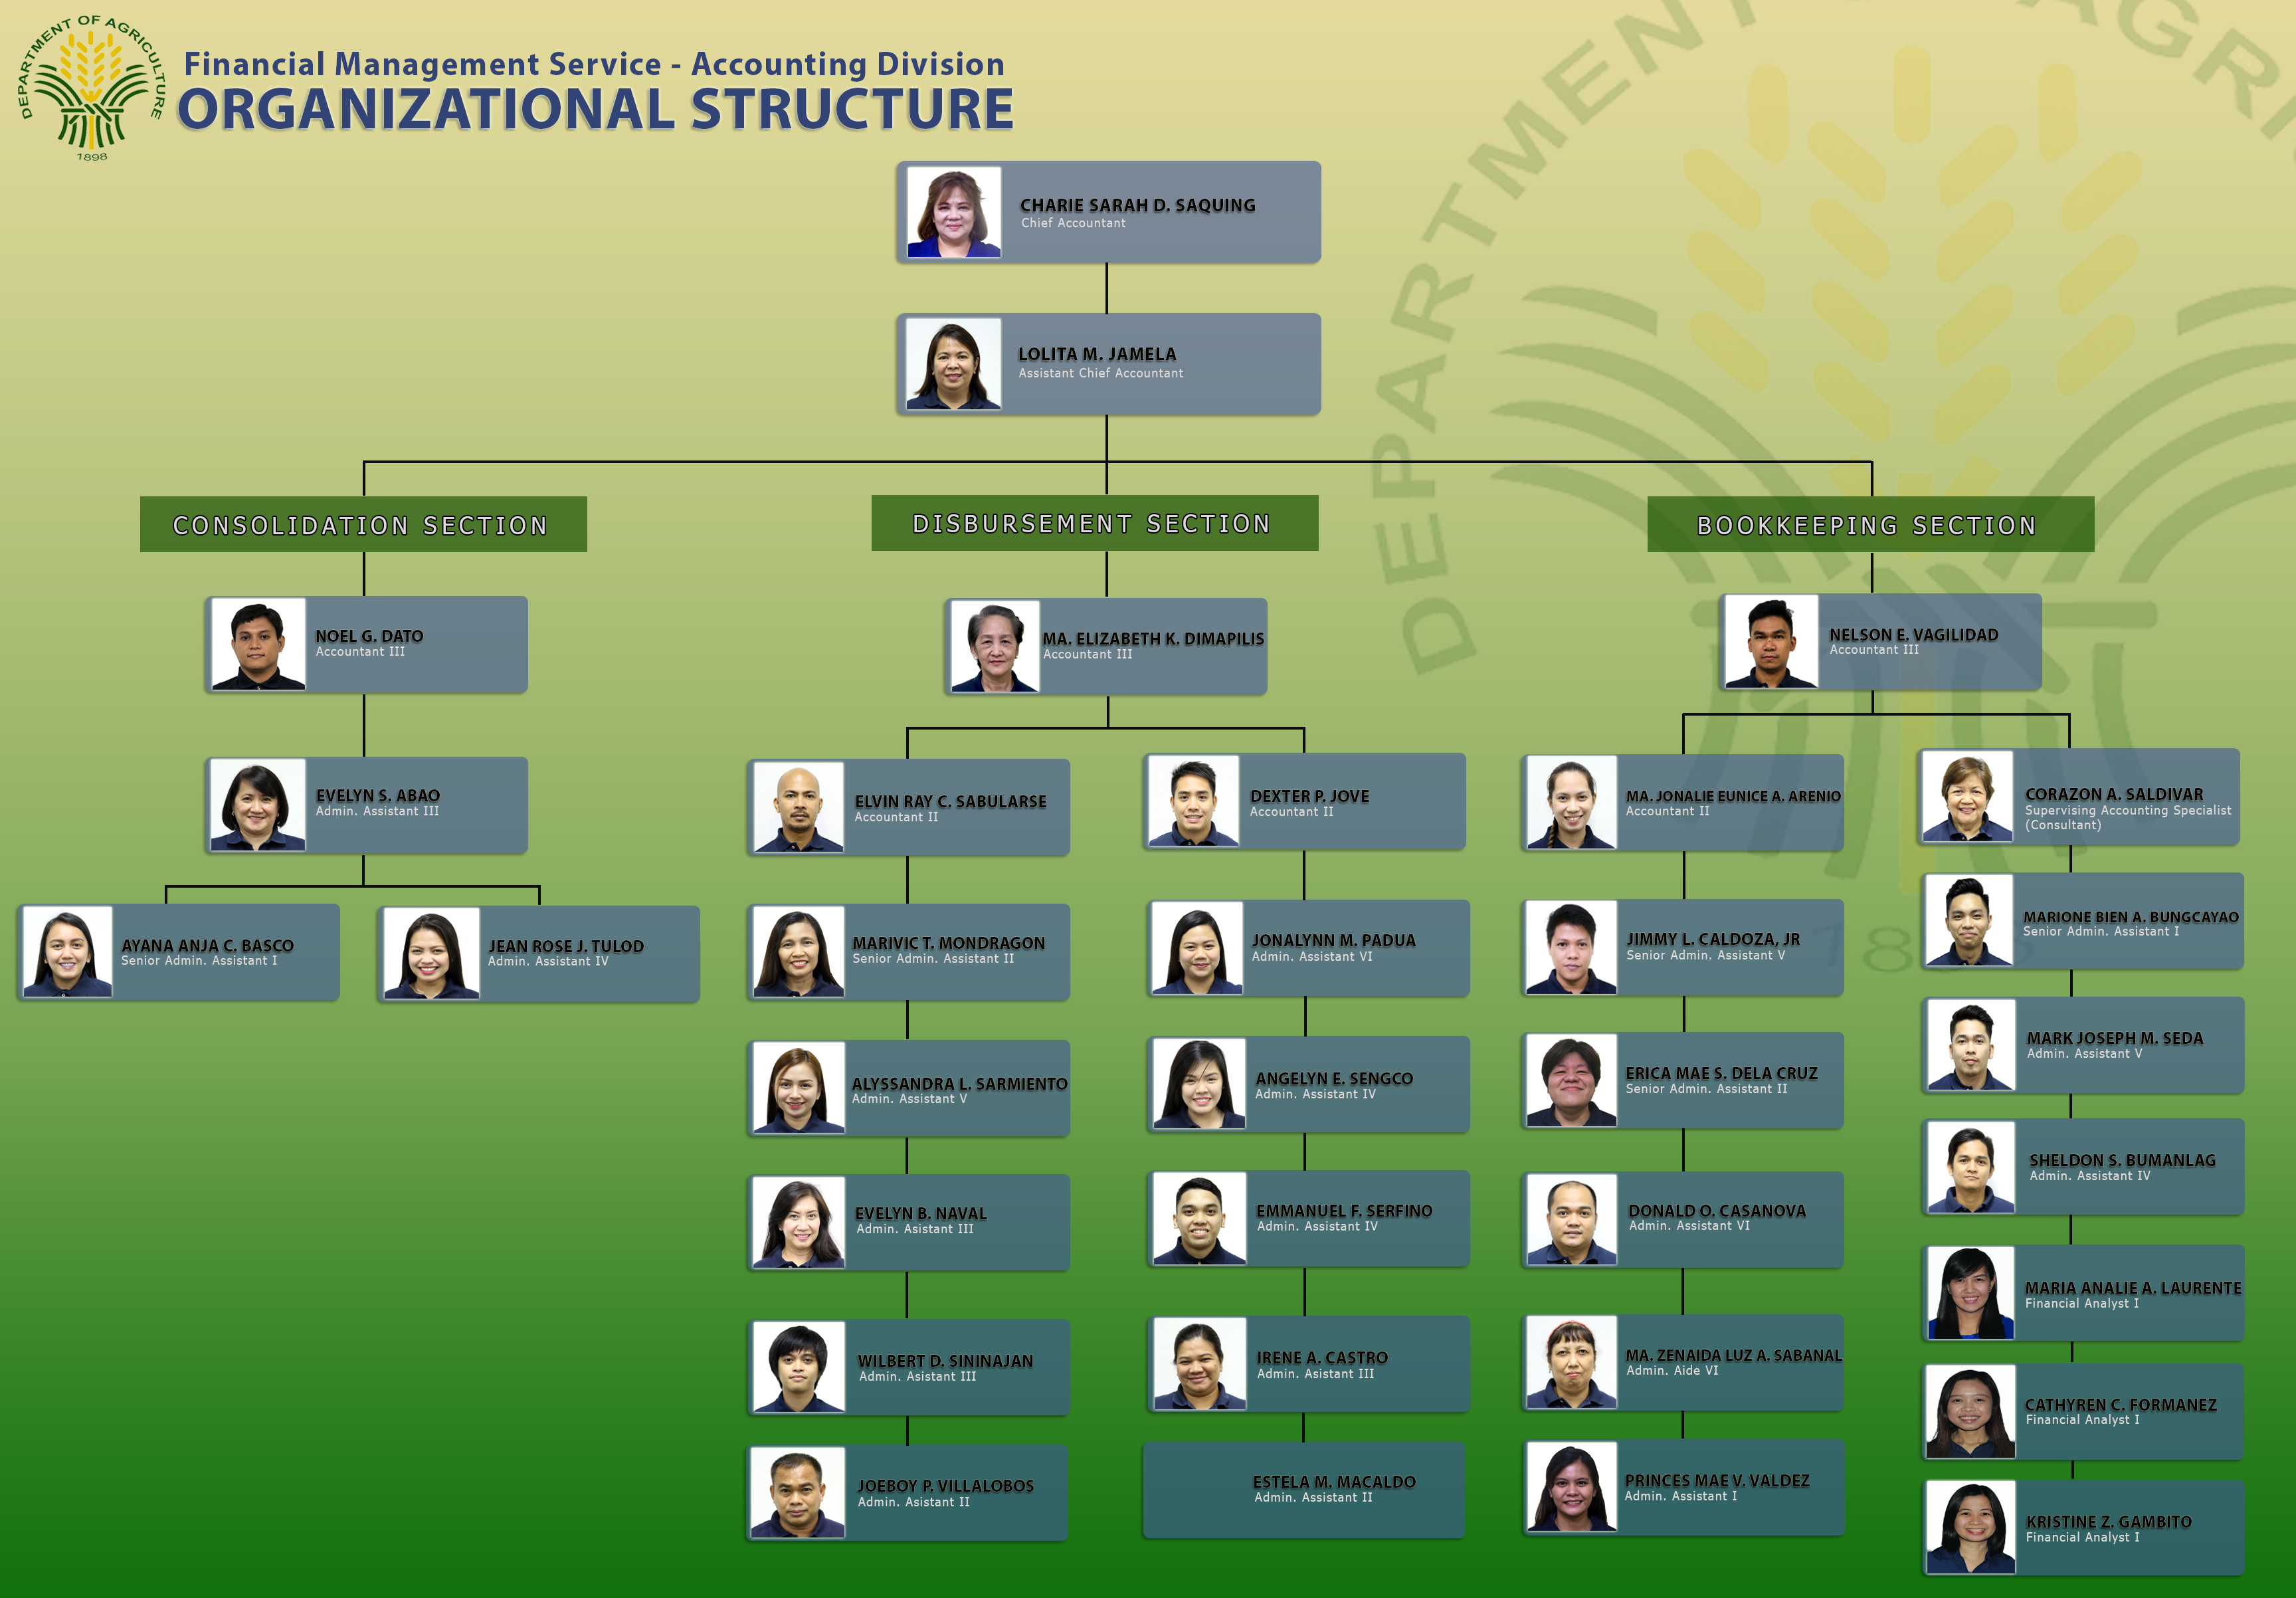 DEPARTMENT OF AGRICULTURE
1898
Financial Management Service - Accounting Division
ORGANIZATIONAL STRUCTURE
CHARIE SARAH D. SAQUING
Chief Accountant
LOLITA M. JAMELA
Assistant Chief Accountant
CONSOLIDATION SECTION
NOEL G. DATO
Accountant III
EVELYN S. ABAO
Admin. Assistant III
AYANA ANJA C. BASCO
Senior Admin. Assistant I
JEAN ROSE J. TULOD
Admin. Assistant IV
DISBURSEMENT SECTION
MA. ELIZABETH K. DIMAPILIS
Accountant III
ELVIN RAY C. SABULARSE
Accountant II
MARIVIC T. MONDRAGON
Senior Admin. Assistant II
ALYSSANDRA L. SARMIENTO
Admin. Assistant V
EVELYN B. NAVAL
Admin. Asistant III
WILBERT D. SININAJAN
Admin. Asistant III
JOEBOY P. VILLALOBOS
Admin. Asistant II
DEXTER P. JOVE
Accountant II
JONALYNN M. PADUA
Admin. Assistant VI
ANGELYN E. SENGCO
Admin. Assistant IV
EMMANUEL F. SERFINO
Admin. Assistant IV
IRENE A. CASTRO
Admin. Asistant III
ESTELA M. MACALDO
Admin. Assistant II
BOOKKEEPING SECTION
NELSON E. VAGILIDAD
Accountant III
MA. JONALIE EUNICE A. ARENIO
Accountant II
JIMMY L. CALDOZA, JR
Senior Admin. Assistant V
ERICA MAE S. DELA CRUZ
Senior Admin. Assistant II
DONALD O. CASANOVA
Admin. Assistant VI
MA. ZENAIDA LUZ A. SABANAL
Admin. Aide VI
PRINCES MAE V. VALDEZ
Admin. Assistant I
CORAZON A. SALDIVAR
Supervising Accounting Specialist
(Consultant)
MARIONE BIEN A. BUNGCAYAO
Senior Admin. Assistant I
MARK JOSEPH M. SEDA
Admin. Assistant V
SHELDON S. BUMANLAG
Admin. Assistant IV
MARIA ANALIE A. LAURENTE
Financial Analyst I
CATHYREN C. FORMANEZ
Financial Analyst I
KRISTINE Z. GAMBITO
Financial Analyst I
DEPARTMENT
AGRI
1898